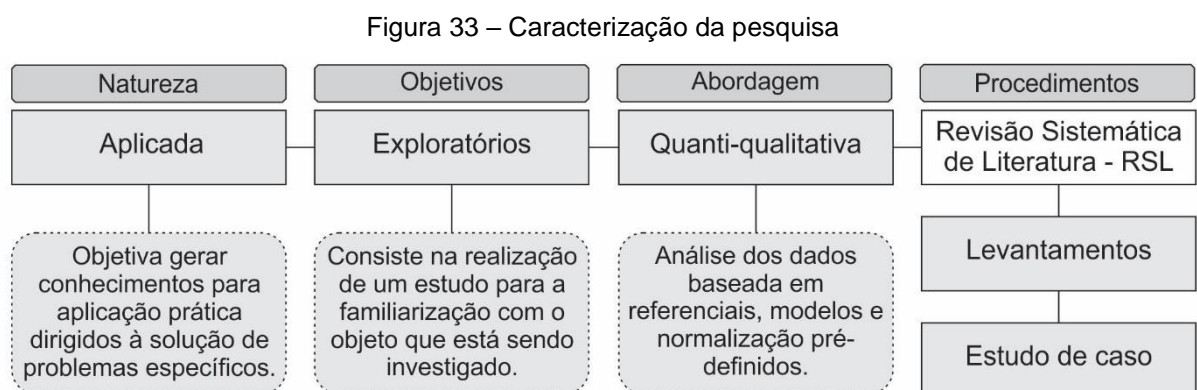 Figura 33 – Caracterização da pesquisa
Natureza
Aplicada
Objetiva gerar
conhecimentos para
aplicação prática
dirigidos à solução de
problemas específicos.
Objetivos
Exploratórios
Consiste na realização
de um estudo para a
familiarização com o
objeto que está sendo
investigado.
Abordagem
Quanti-qualitativa
Análise dos dados
baseada em
referenciais, modelos e
normalização pré-
definidos.
Procedimentos
Revisão Sistemática
de Literatura - RSL
Levantamentos
Estudo de caso